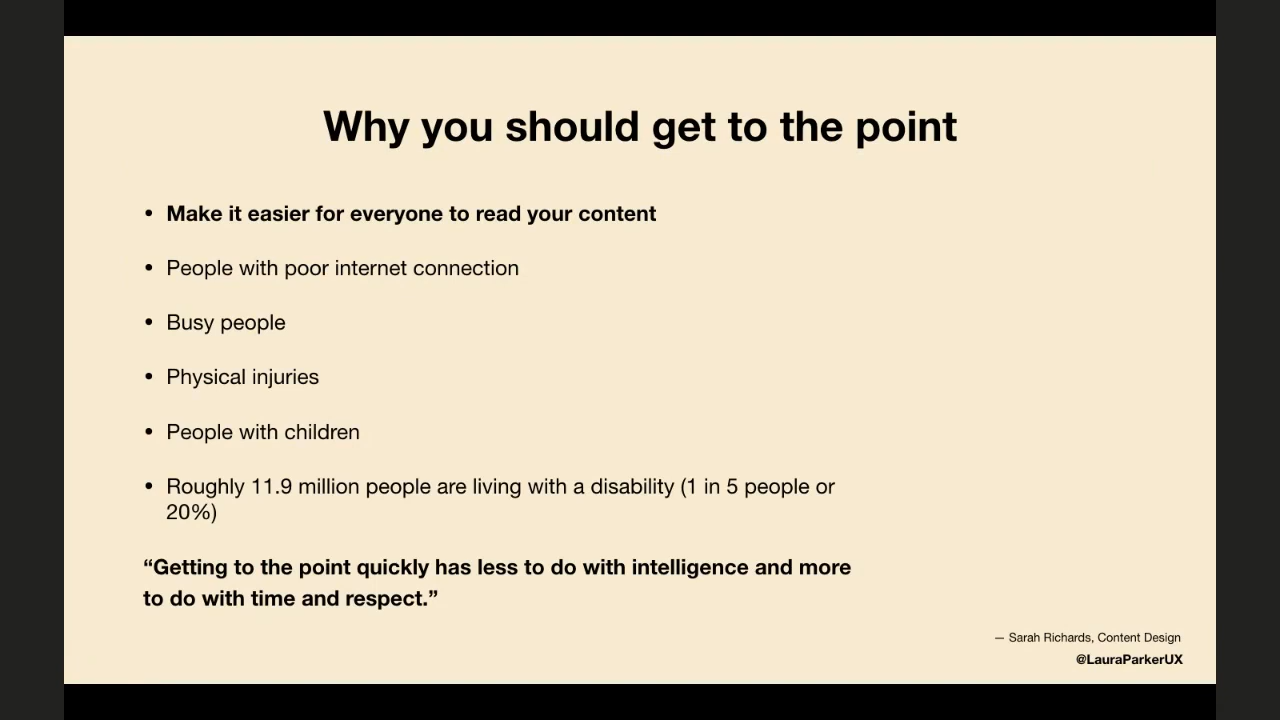 Why you should get to the point
• Make it easier for everyone to read your content
• People with poor internet connection
• Busy people
• Physical injuries
• People with children
• Roughly 11.9 million people are living with a disability (1 in 5 people or
20%)
“Getting to the point quickly has less to do with intelligence and more
to do with time and respect.”
— Sarah Richards, Content Design
@LauraParkerUX